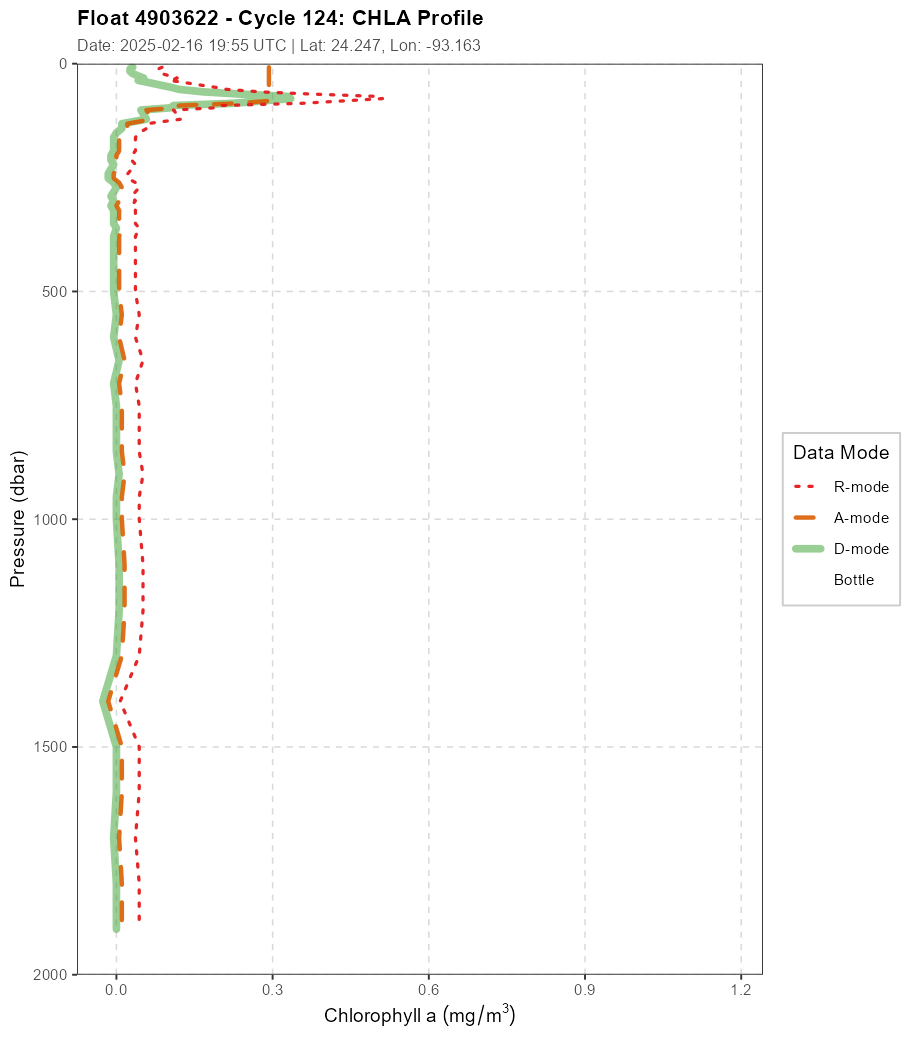 Float 4903622 - Cycle 124: CHLA Profile
Date: 2025-02-16 19:55 UTC | Lat: 24.247, Lon: -93.163
0
500
1000
1500
2000
Pressure (dbar)
0.0 0.3 0.6 0.9 1.2
Chlorophyll a (mg/m³)
Data Mode
R-mode
A-mode
D-mode
Bottle